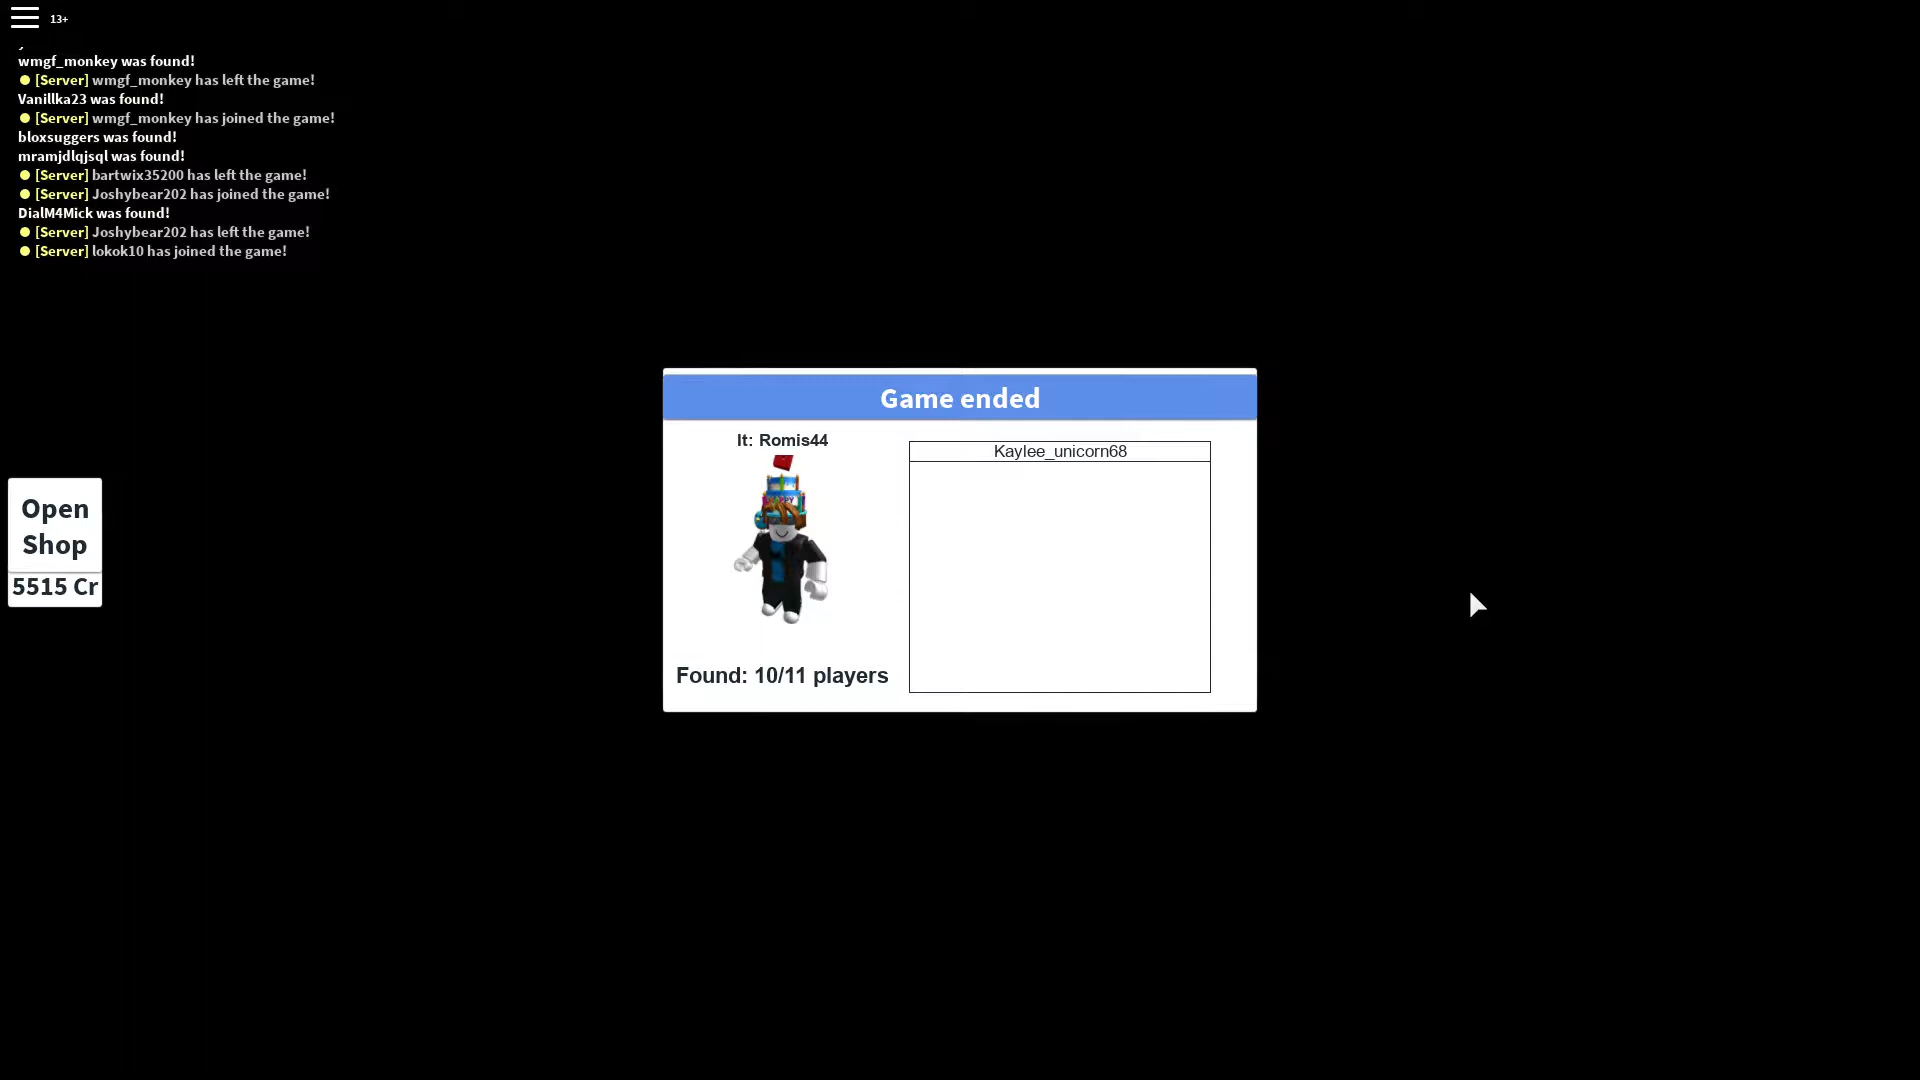 13+
wmgf_monkey was found!
[Server] wmgf_monkey has left the game!
Vanillka23 was found!
[Server] wmgf_monkey has joined the game!
bloxsuggers was found!
mramjdlqjsql was found!
[Server] bartwix35200 has left the game!
[Server] Joshybear202 has joined the game!
DialM4Mick was found!
[Server] Joshybear202 has left the game!
[Server] lokok10 has joined the game!
Game ended
It: Romis44
Kaylee_unicorn68
Open
Shop
5515 Cr
Found: 10/11 players